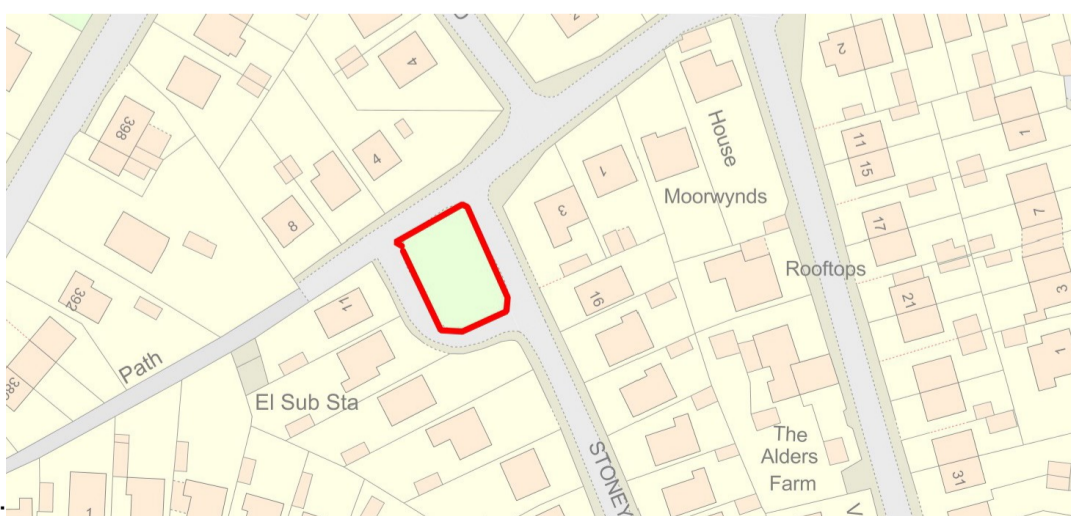 2
4
398
11
15
1
House
4
1
7
Moorwynds
3
17
8
Rooftops
16
21
3
392
11
Path
El Sub Sta
1
STONEY
The
Alders
Farm
31
1